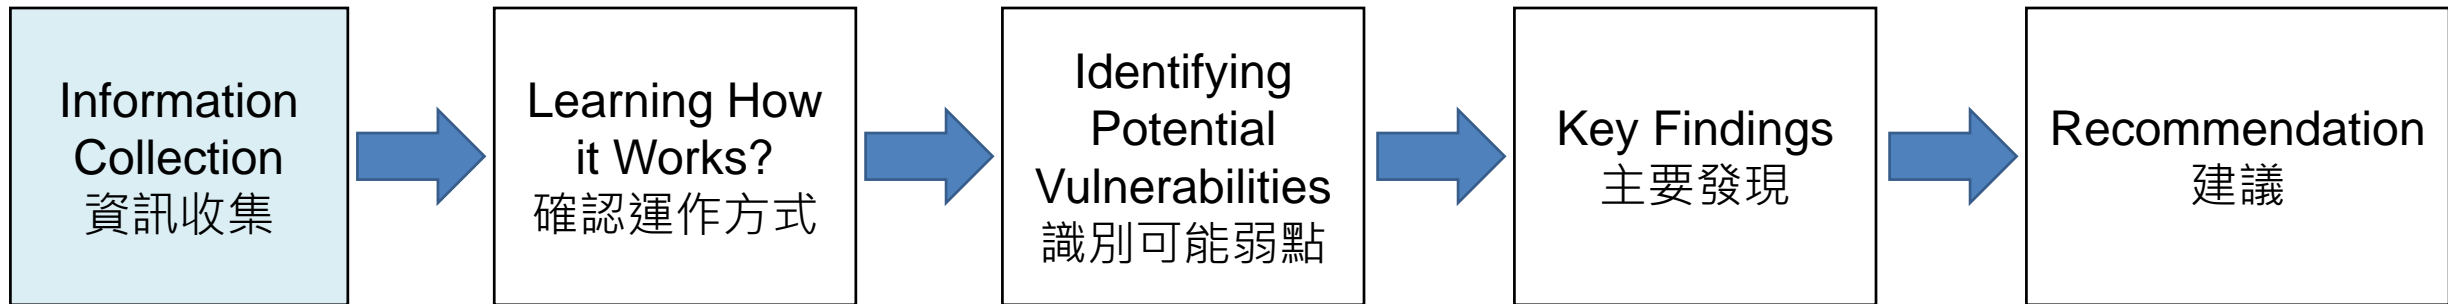 Information
Collection
資訊收集
Learning How
it Works?
確認運作方式
Identifying
Potential
Vulnerabilities
識別可能弱點
Key Findings
主要發現
Recommendation
建議